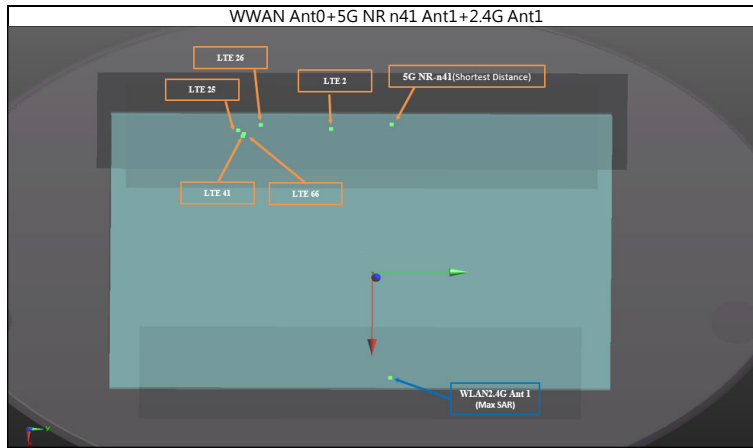 WWAN Ant0+5G NR n41 Ant1+2.4G Ant1
LTE 26
LTE 25
LTE 2
5G NR-n41(Shortest Distance)
LTE 41
LTE 66
WLAN2.4G Ant 1
(Max SAR)